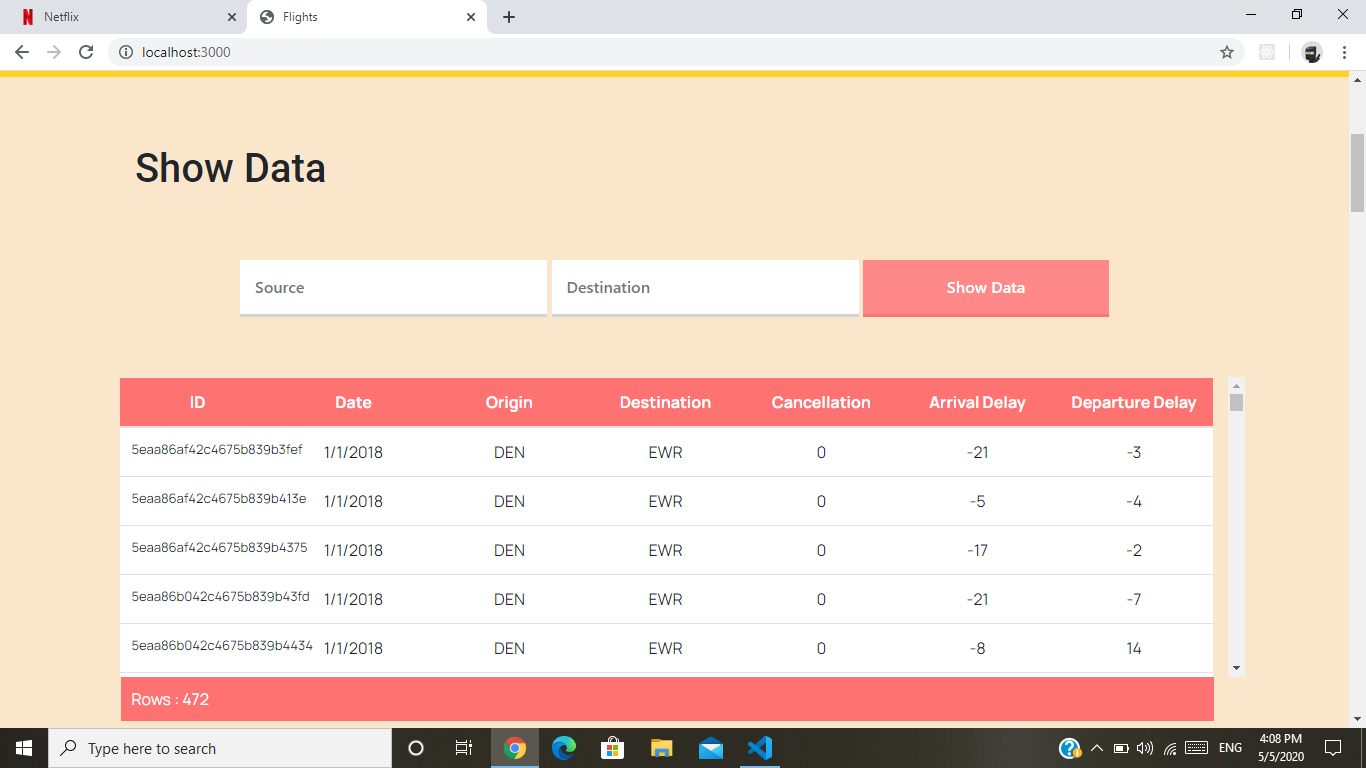 Netflix
Flights
localhost:3000
Show Data
Source Destination Show Data
ID Date Origin Destination Cancellation Arrival Delay Departure Delay
5eaa86af42c4675b839b3fef 1/1/2018 DEN EWR 0 -21 -3
5eaa86af42c4675b839b413e 1/1/2018 DEN EWR 0 -5 -4
5eaa86af42c4675b839b4375 1/1/2018 DEN EWR 0 -17 -2
5eaa86b042c4675b839b43fd 1/1/2018 DEN EWR 0 -21 -7
5eaa86b042c4675b839b4434 1/1/2018 DEN EWR 0 -8 14
Rows : 472
Type here to search
ENG
4:08 PM
5/5/2020